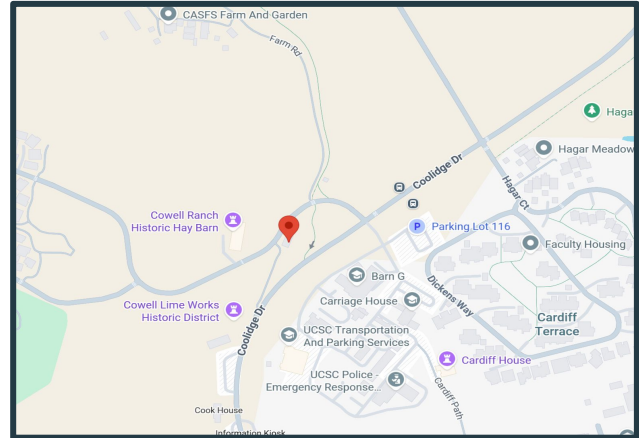 CASFS Farm And Garden
Farm Rd
Haga
Hagar Meadow
Coolidge Dr
Hagar Ct
Cowell Ranch
Historic Hay Barn
Parking Lot 116
P
Faculty Housing
Barn G
Dickens Way
Carriage House
Cowell Lime Works
Historic District
Coolidge Dr
Cardiff
Terrace
UCSC Transportation
And Parking Services
Cardiff House
UCSC Police -
Emergency Response...
Cardiff Path
Cook House
Information Kiosk